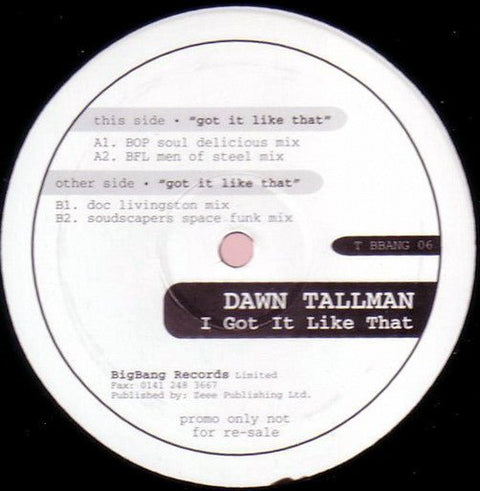 this side • "got it like that"
A1. BOP soul delicious mix
A2. BFL men of steel mix
other side • "got it like that"
B1. doc livingston mix
B2. soudscapers space funk mix
T BBANG 06
DAWN TALLMAN
I Got It Like That
BigBang Records Limited
Fax: 0141 248 3667
Published by: Zeee Publishing Ltd.
promo only not
for re-sale